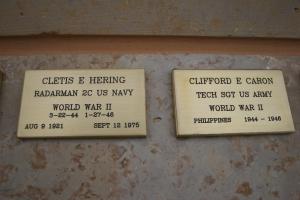 CLETIS E HERING
RADARMAN 2C US NAVY
WORLD WAR II
3-22-44 1-27-46
AUG 9 1921 SEPT 12 1975
CLIFFORD E CARON
TECH SGT US ARMY
WORLD WAR II
PHILIPPINES 1944 - 1946